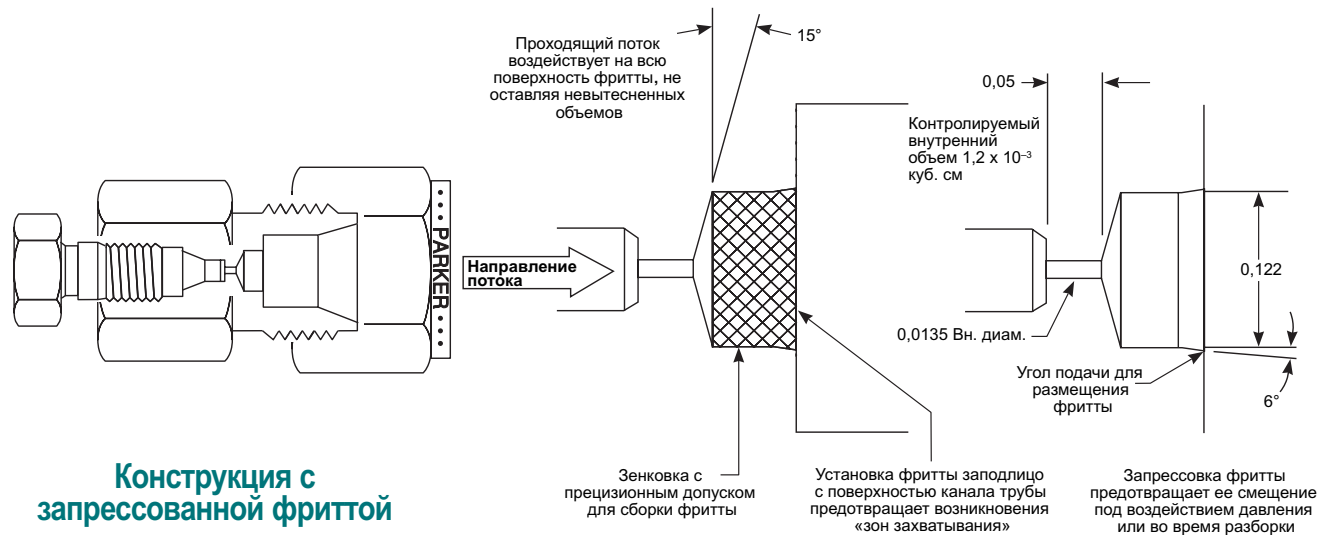 Проходящий поток
воздействует на всю
поверхность фритты, не
оставляя невытесненных
объемов
15°
0,05
Контролируемый
внутренний
объем 1,2 x 10⁻³
куб. см
• • • PARKER • • •
Направление
потока
0,122
0,0135 Вн. диам.
Угол подачи для
размещения
фритты
6°
Конструкция с
запрессованной фриттой
Зенковка с
прецизионным допуском
для сборки фритты
Установка фритты заподлицо
с поверхностью канала трубы
предотвращает возникновения
«зон захватывания»
Запрессовка фритты
предотвращает ее смещение
под воздействием давления
или во время разборки